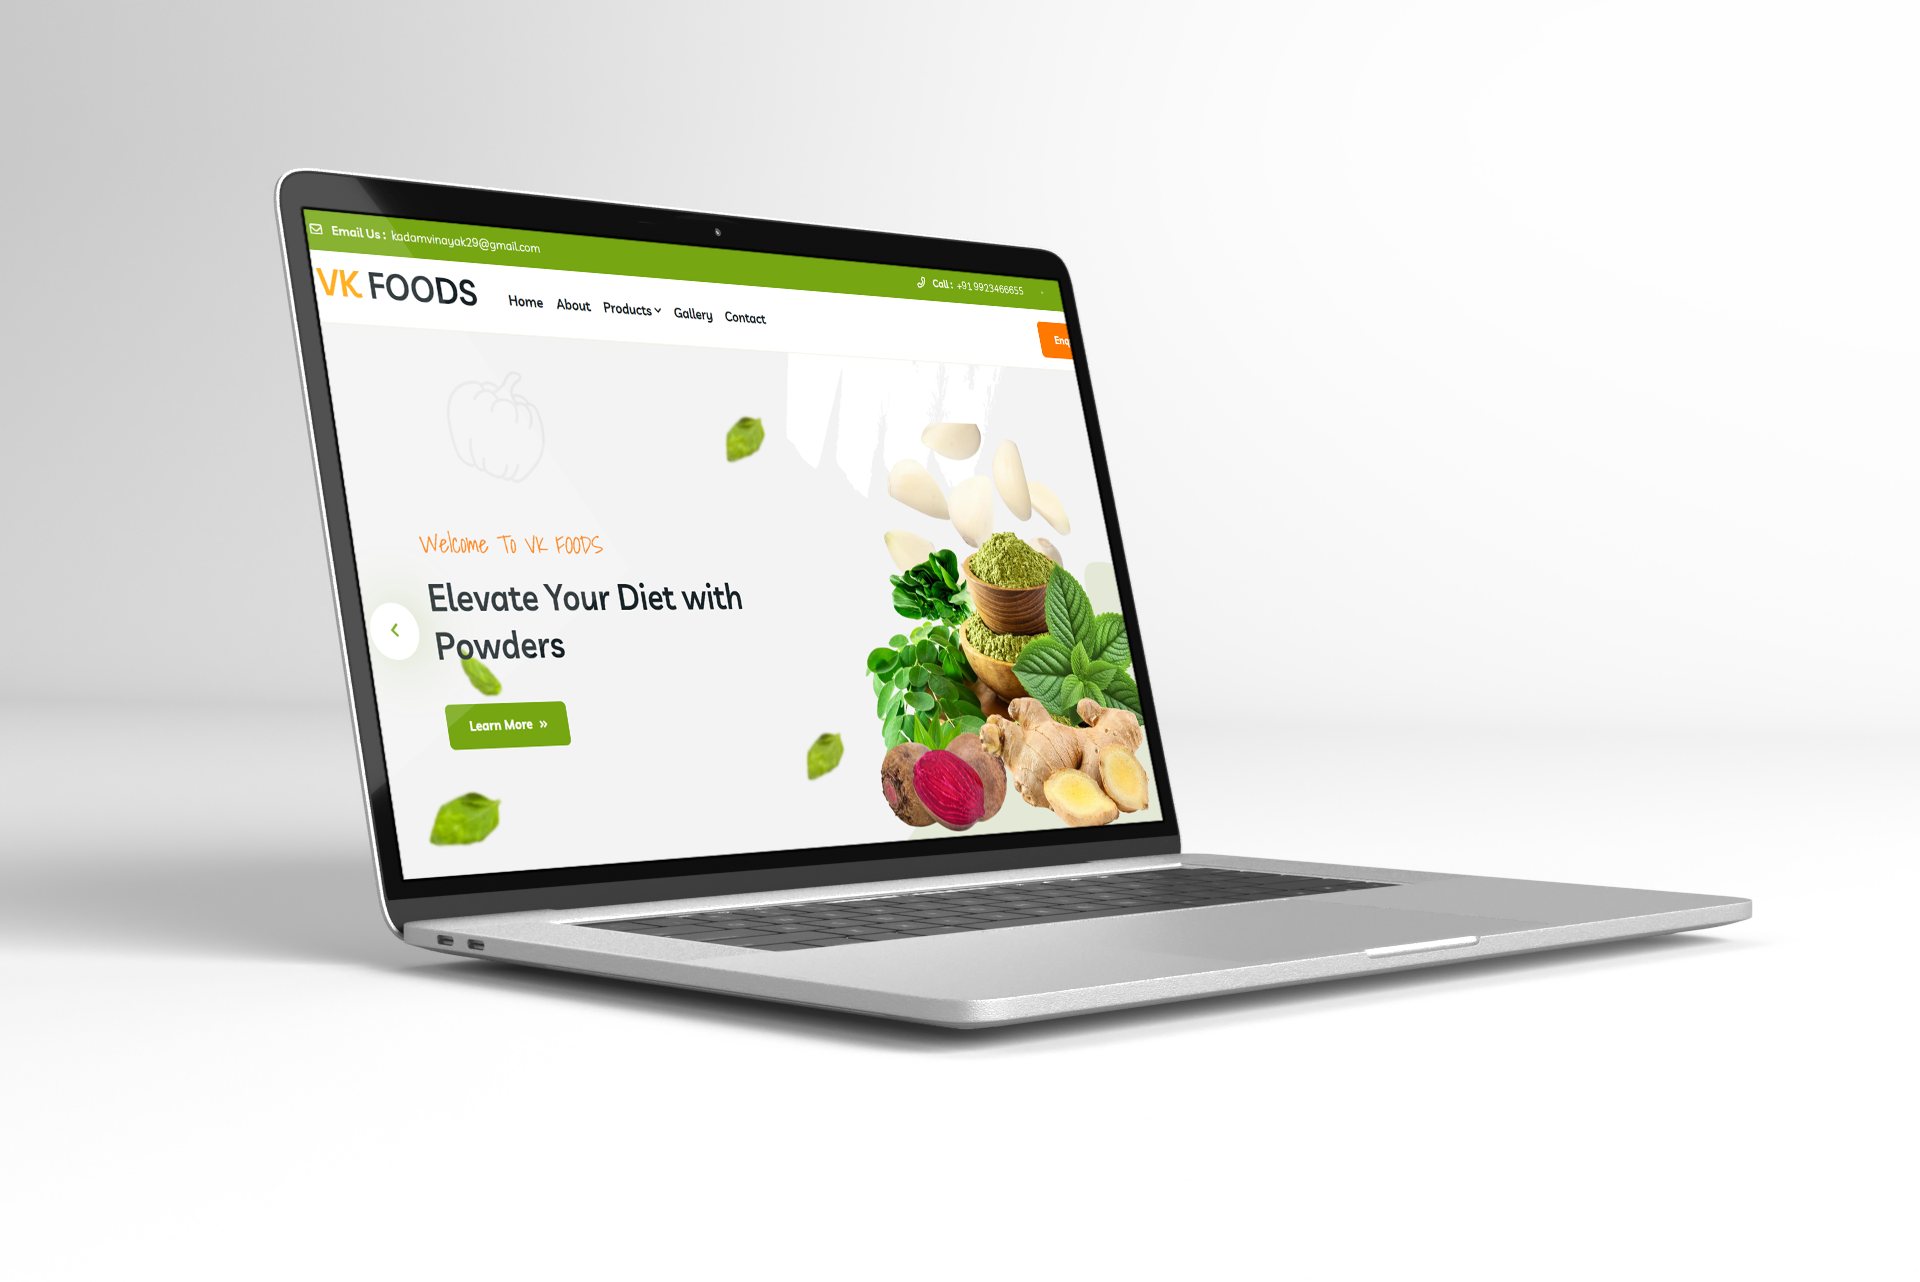 Email Us : kadamvinayak29@gmail.com
Call : +91 9923466655
VK FOODS
Home About Products Gallery Contact
Enq
Welcome To VK FOODS
Elevate Your Diet with
Powders
Learn More »